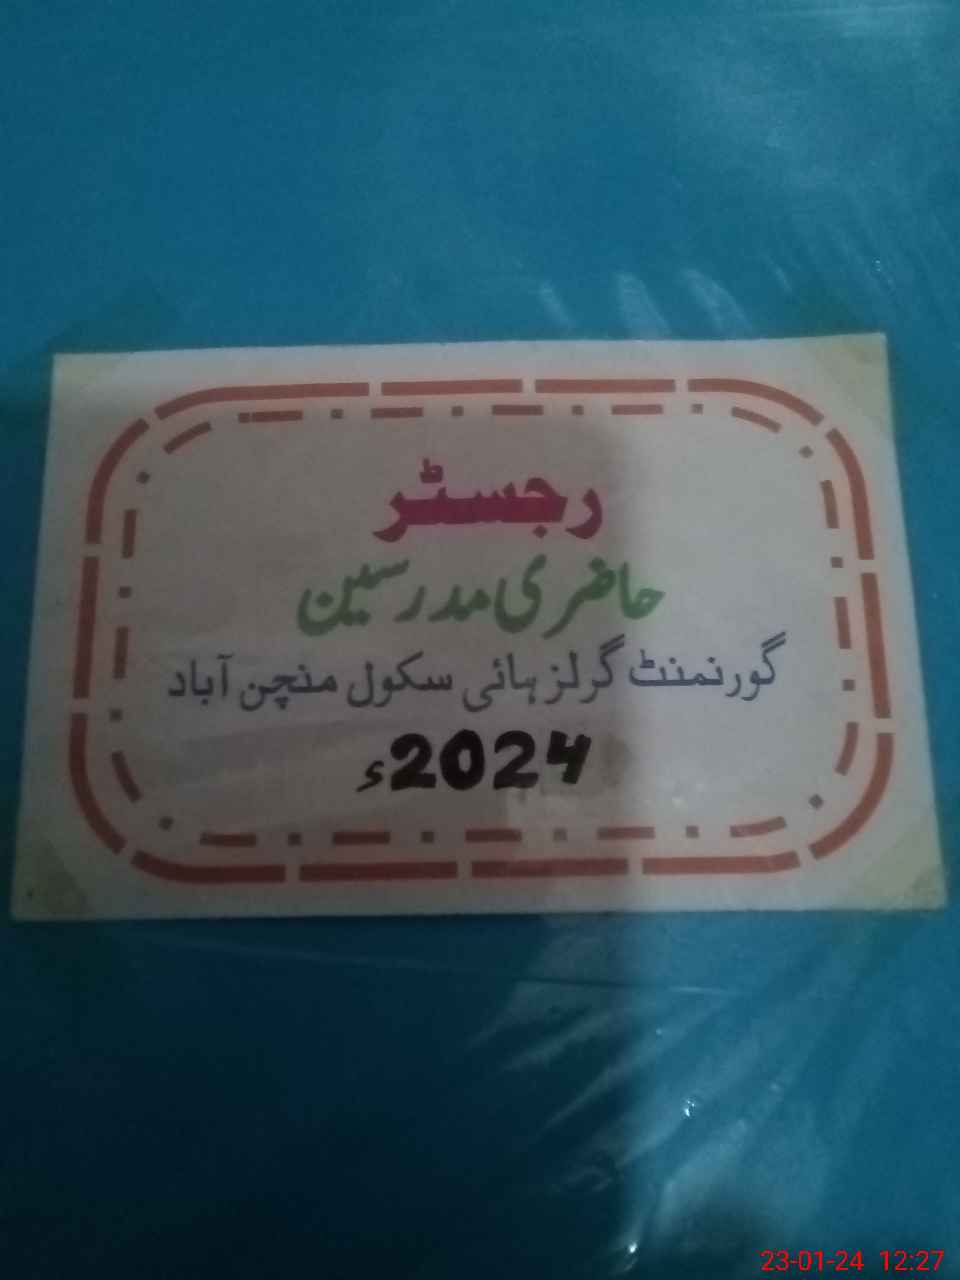 رجسٹر
حاضری مدرسین
گورنمنٹ گرلز ہائی سکول منچن آباد
2024ء
23-01-24 12:27